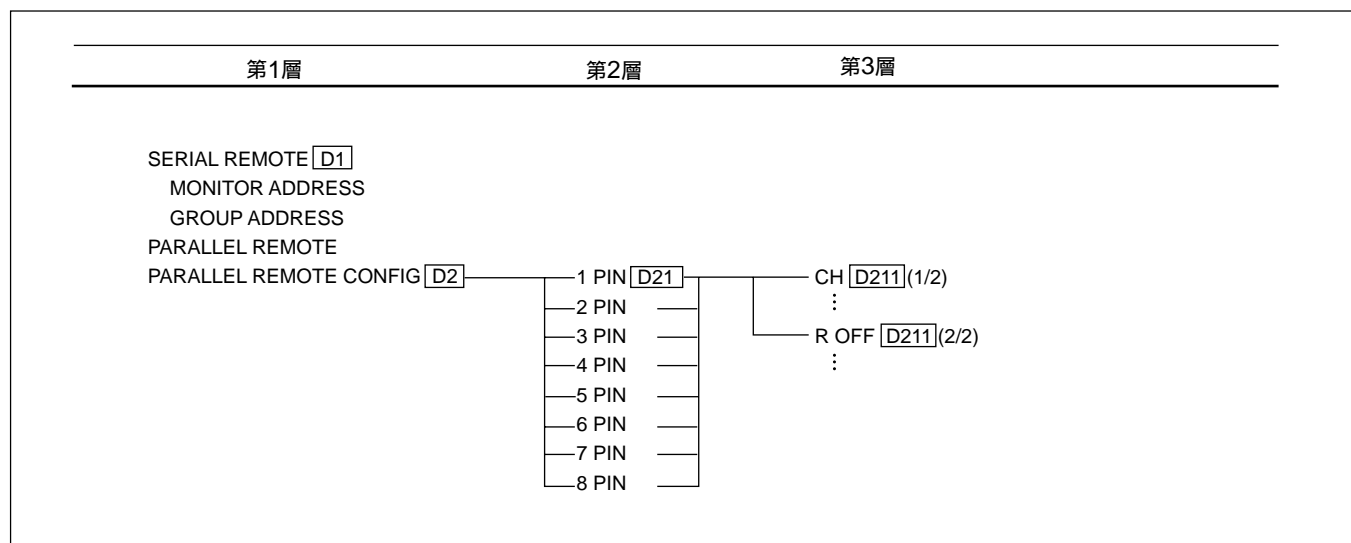 第1層 第2層 第3層
SERIAL REMOTE D1
MONITOR ADDRESS
GROUP ADDRESS
PARALLEL REMOTE
PARALLEL REMOTE CONFIG D2 1 PIN D21 CH D211 (1/2)
2 PIN
3 PIN R OFF D211 (2/2)
4 PIN
5 PIN
6 PIN
7 PIN
8 PIN